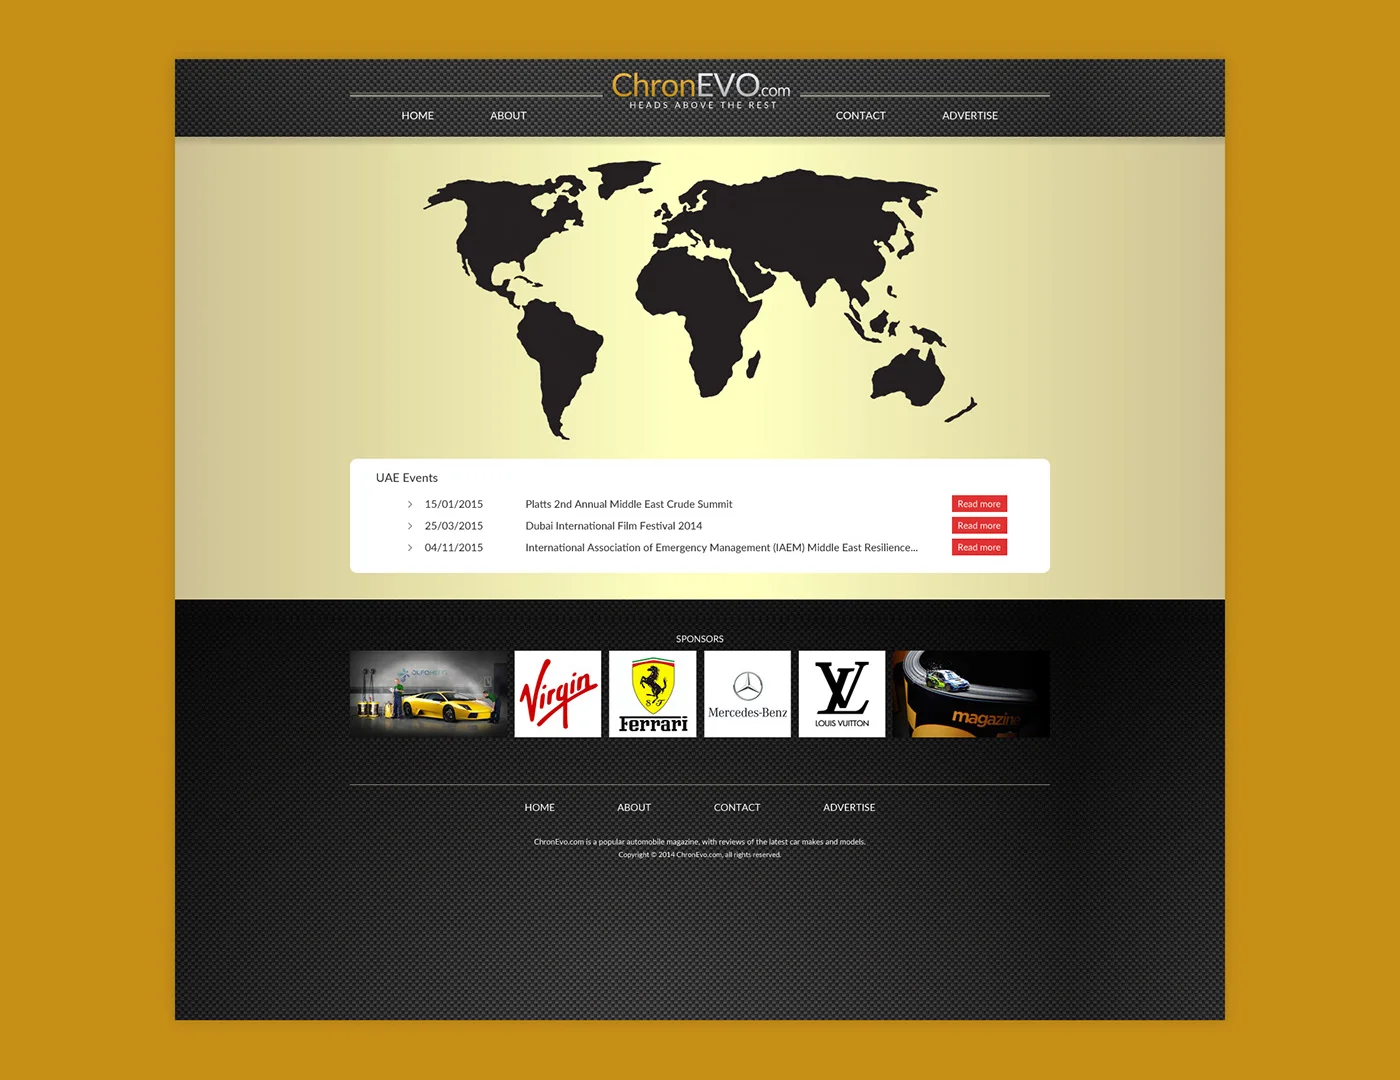 ChronEVO.com
HEADS ABOVE THE REST
HOME ABOUT CONTACT ADVERTISE
UAE Events
15/01/2015 Platts 2nd Annual Middle East Crude Summit Read more
25/03/2015 Dubai International Film Festival 2014 Read more
04/11/2015 International Association of Emergency Management (IAEM) Middle East Resilience... Read more
SPONSORS
Virgin
S F
Ferrari
Mercedes-Benz
LV
LOUIS VUITTON
magazine
HOME ABOUT CONTACT ADVERTISE
ChronEvo.com is a popular automobile magazine, with reviews of the latest car makes and models.
Copyright © 2014 ChronEvo.com, all rights reserved.